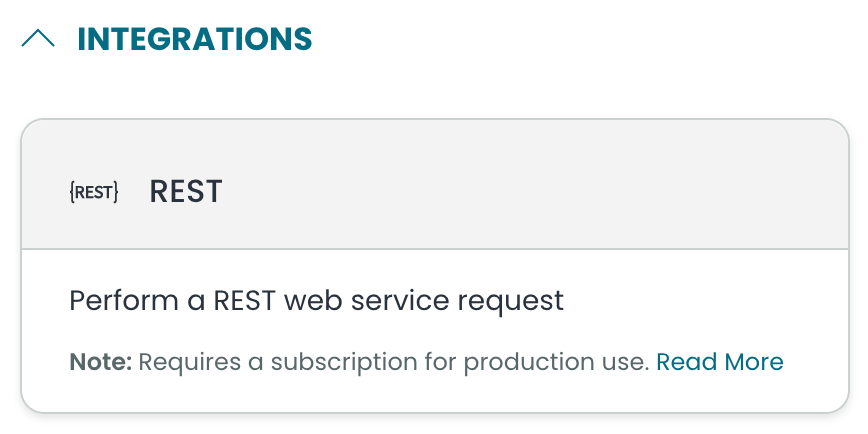 INTEGRATIONS
{REST} REST
Perform a REST web service request
Note: Requires a subscription for production use. Read More